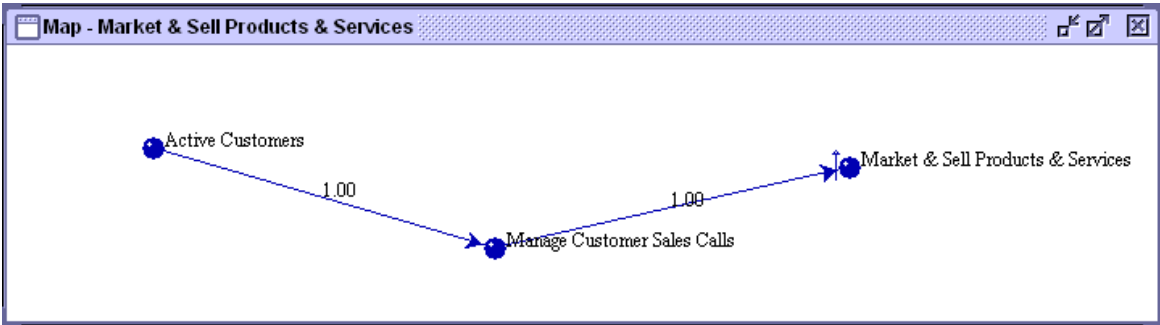 Map - Market & Sell Products & Services
Active Customers
Market & Sell Products & Services
1.00
1.00
Manage Customer Sales Calls